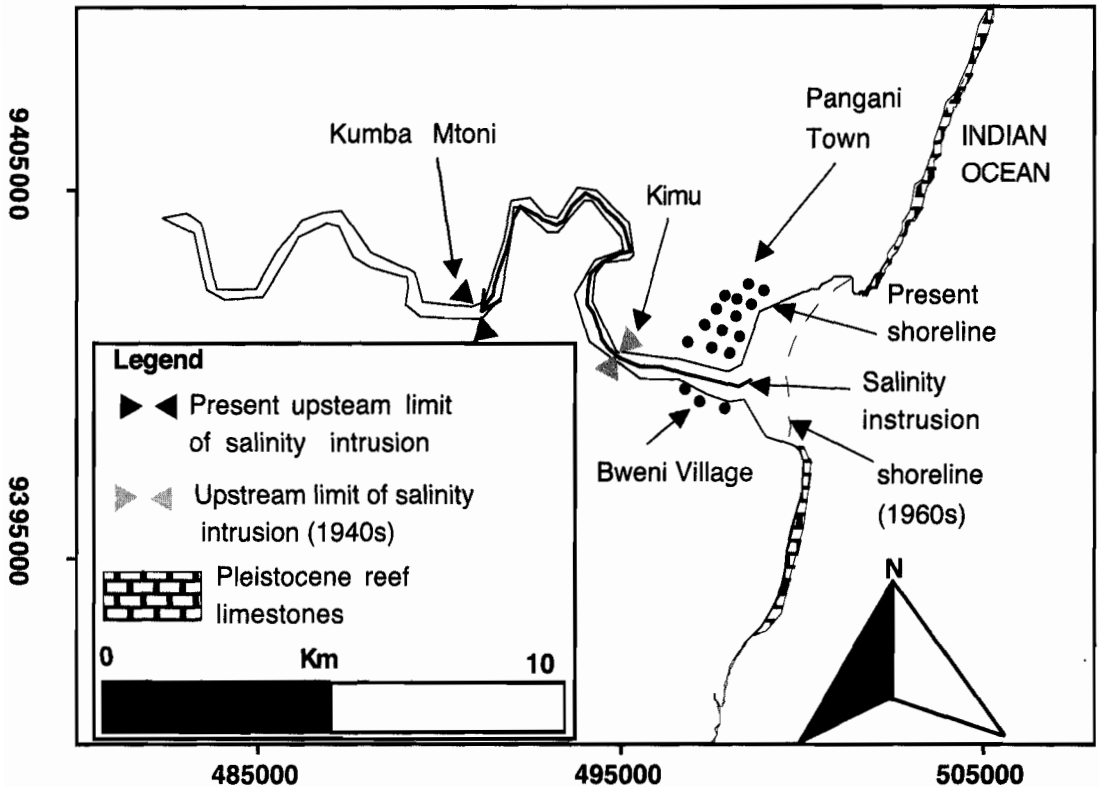 Pangani
Town
INDIAN
OCEAN
Kumba Mtoni
Kimu
9405000
Present
shoreline
Salinity
instrusion
Bweni Village
shoreline
(1960s)
9395000
Legend
Present upsteam limit
of salinity intrusion
Upstream limit of salinity
intrusion (1940s)
Pleistocene reef
limestones
0 Km 10
N
485000 495000 505000